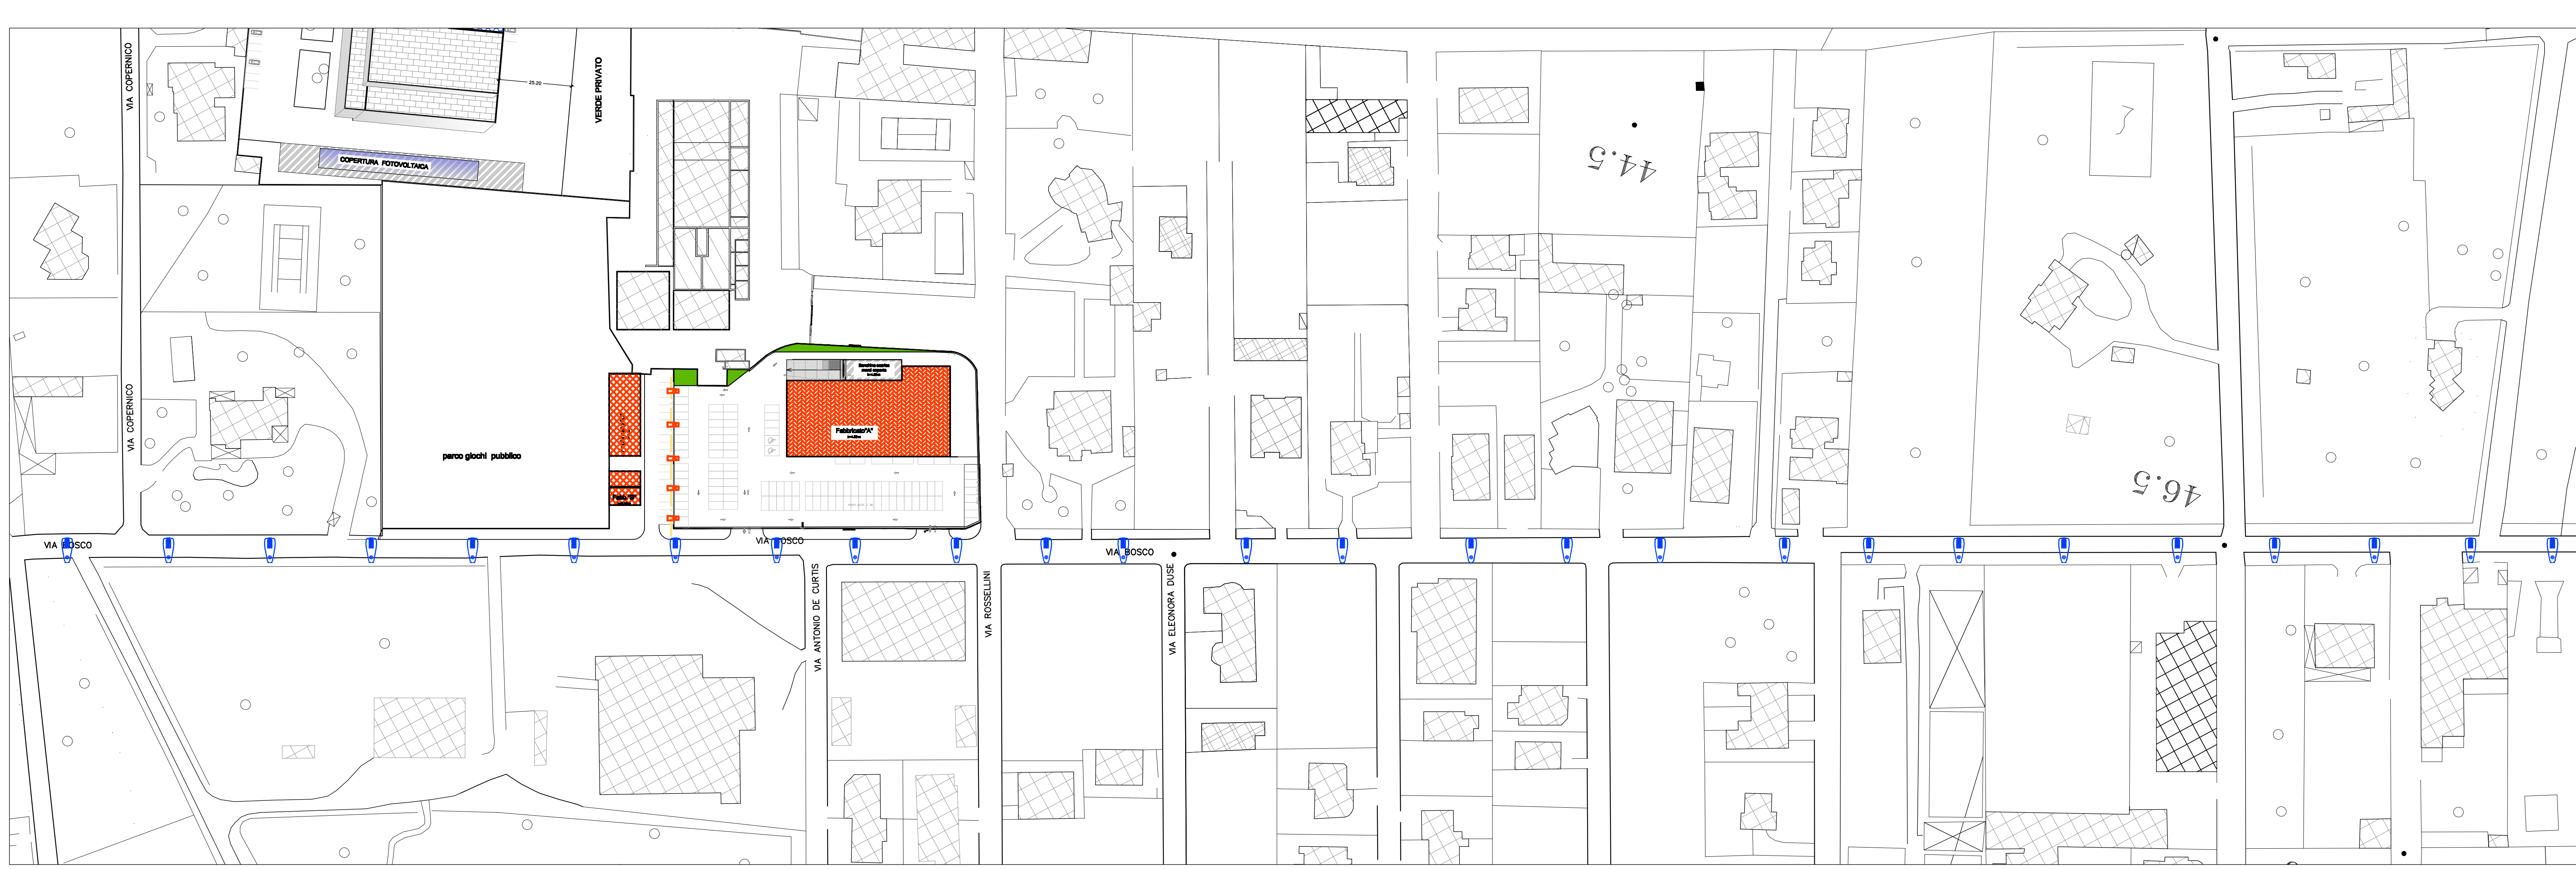 VIA COPERNICO
25.20
VERDE PRIVATO
COPERTURA FOTOVOLTAICA
44.5
VIA COPERNICO
Fabbricato"A"
parco giochi pubblico
46.5
VIA BOSCO
VIA BOSCO
VIA BOSCO
VIA ANTONIO DE CURTIS
VIA ROSSELLINI
VIA ELEONORA DUSE